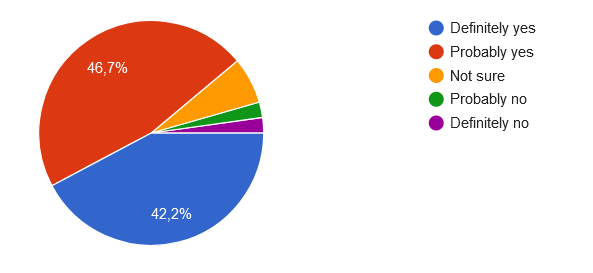 46,7%
42,2%
Definitely yes
Probably yes
Not sure
Probably no
Definitely no